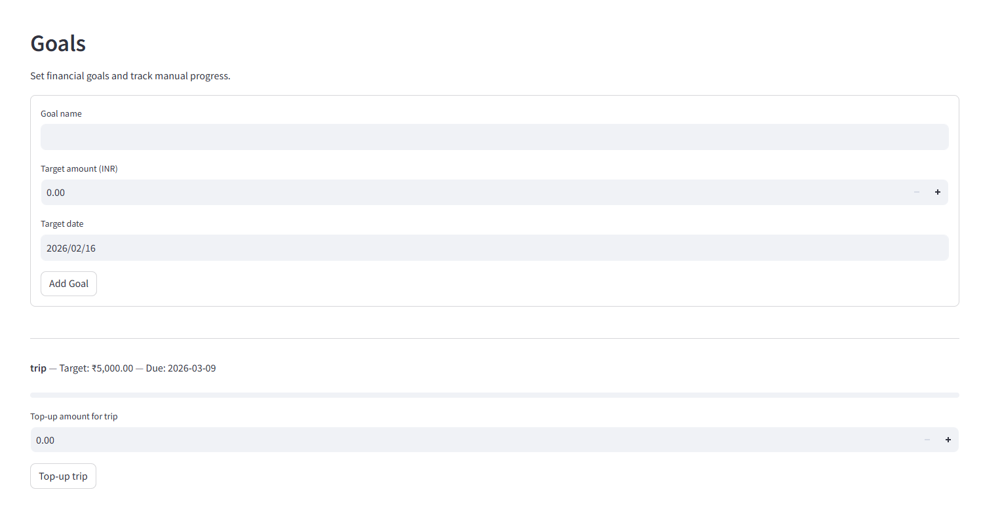 Goals
Set financial goals and track manual progress.
Goal name
Target amount (INR)
0.00
Target date
2026/02/16
Add Goal
trip — Target: ₹5,000.00 — Due: 2026-03-09
Top-up amount for trip
0.00
Top-up trip